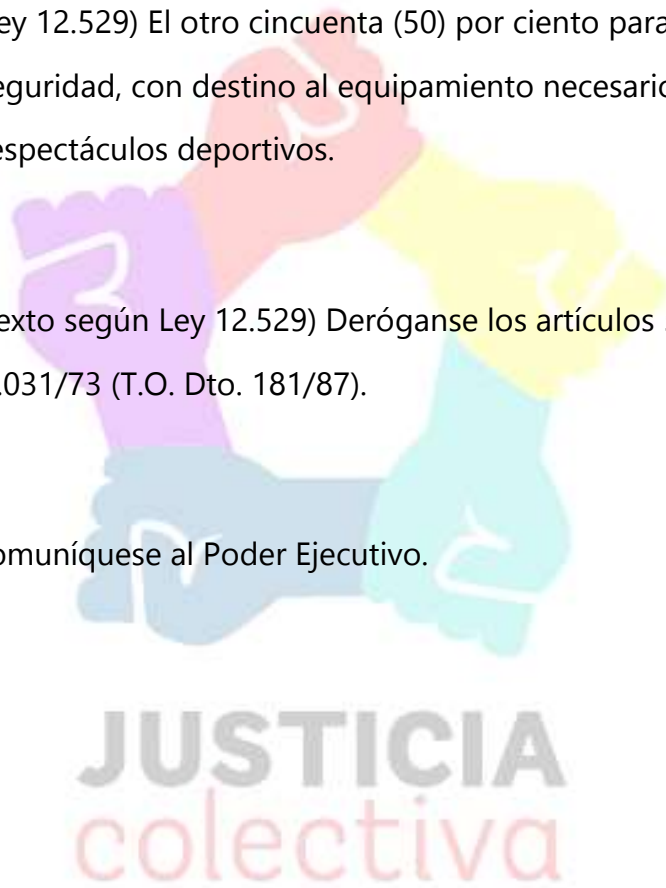 ey 12.529) El otro cincuenta (50) por ciento para
eguridad, con destino al equipamiento necesario
espectáculos deportivos.
exto según Ley 12.529) Deróganse los artículos
.031/73 (T.O. Dto. 181/87).
omuníquese al Poder Ejecutivo.
JUSTICIA
colectiva